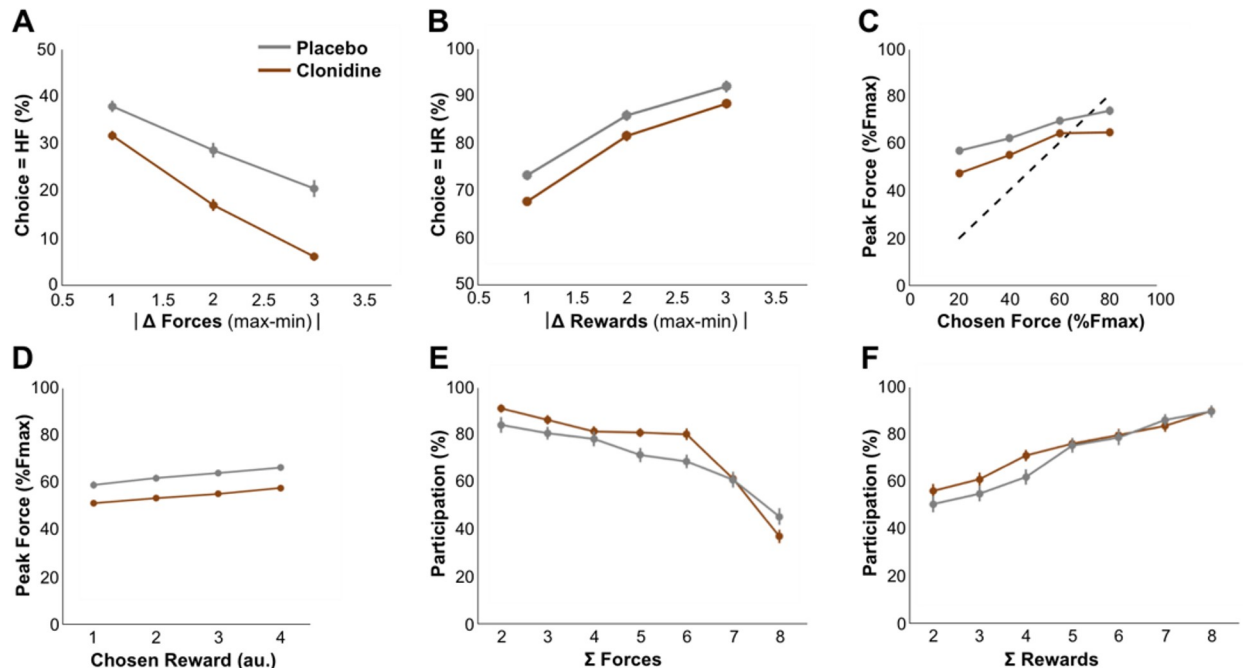 A
50
40
30
20
10
0
Choice = HF (%)
0.5 1 1.5 2 2.5 3 3.5
| Δ Forces (max-min) |
Placebo
Clonidine
B
100
90
80
70
60
50
Choice = HR (%)
0.5 1 1.5 2 2.5 3 3.5
|Δ Rewards (max-min) |
C
100
80
60
40
20
0
Peak Force (%Fmax)
0 20 40 60 80 100
Chosen Force (%Fmax)
D
100
80
60
40
20
0
Peak Force (%Fmax)
1 2 3 4
Chosen Reward (au.)
E
100
80
60
40
20
0
Participation (%)
2 3 4 5 6 7 8
Σ Forces
F
100
80
60
40
20
0
Participation (%)
2 3 4 5 6 7 8
Σ Rewards